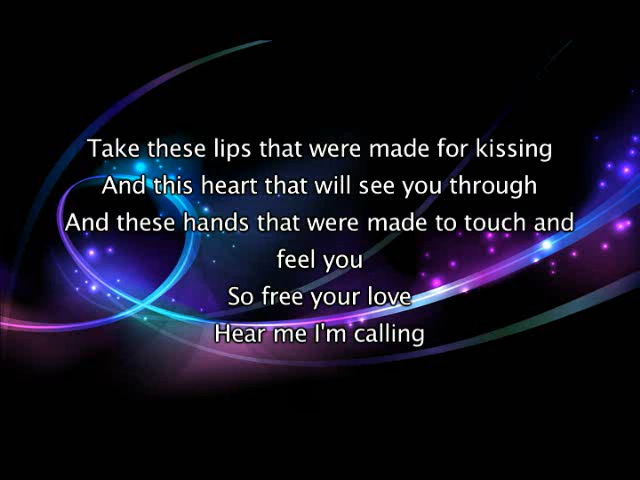 Take these lips that were made for kissing
And this heart that will see you through
And these hands that were made to touch and
feel you
So free your love
Hear me I'm calling